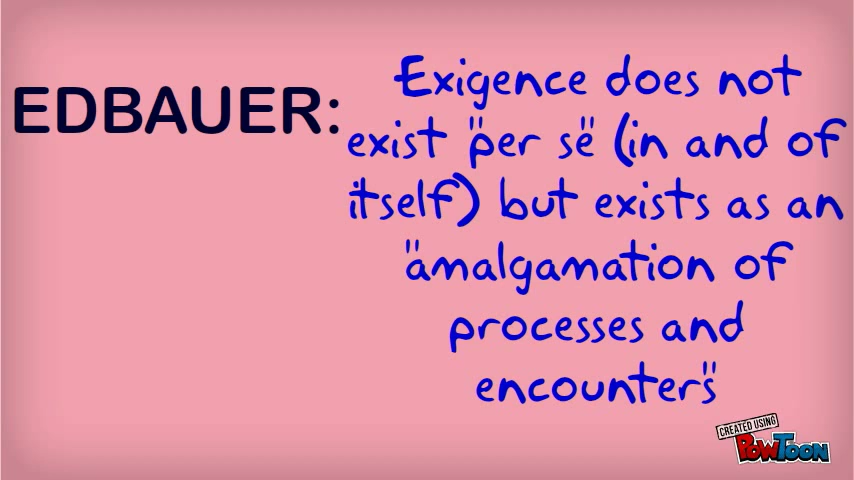 EDBAUER:
Exigence does not
exist "per se" (in and of
itself) but exists as an
"amalgamation of
processes and
encounters"
CREATED USING
POWTOON